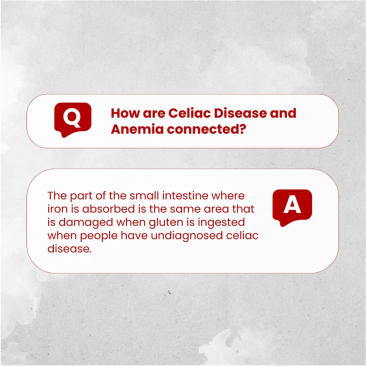 Q
How are Celiac Disease and
Anemia connected?
The part of the small intestine where
iron is absorbed is the same area that
is damaged when gluten is ingested
when people have undiagnosed celiac
disease.
A